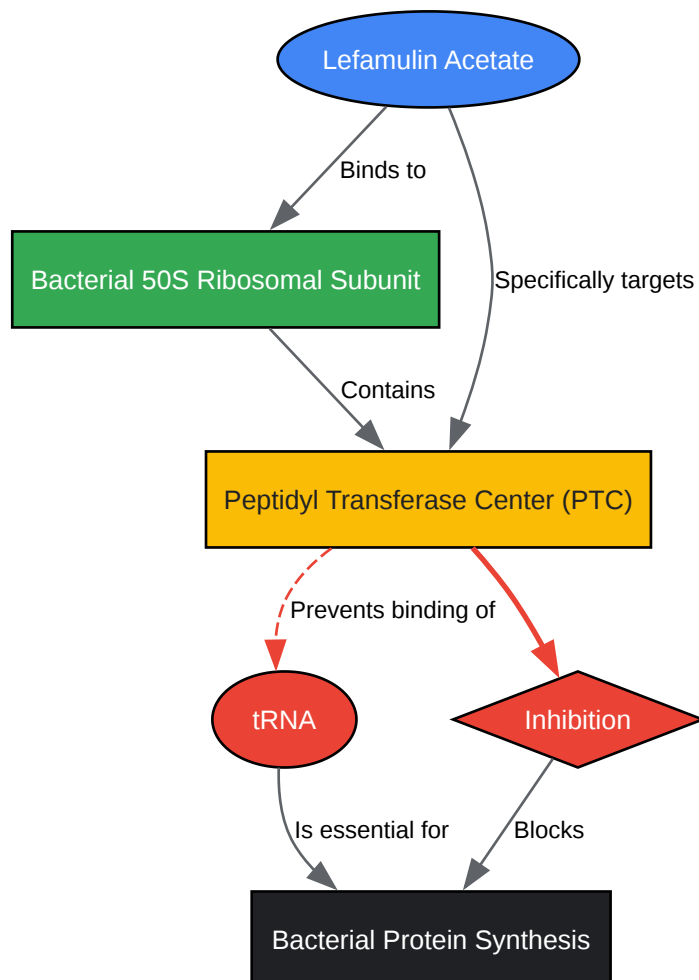 Lefamulin Acetate
Binds to
Bacterial 50S Ribosomal Subunit
Specifically targets
Contains
Peptidyl Transferase Center (PTC)
Prevents binding of
tRNA
Inhibition
Is essential for
Blocks
Bacterial Protein Synthesis